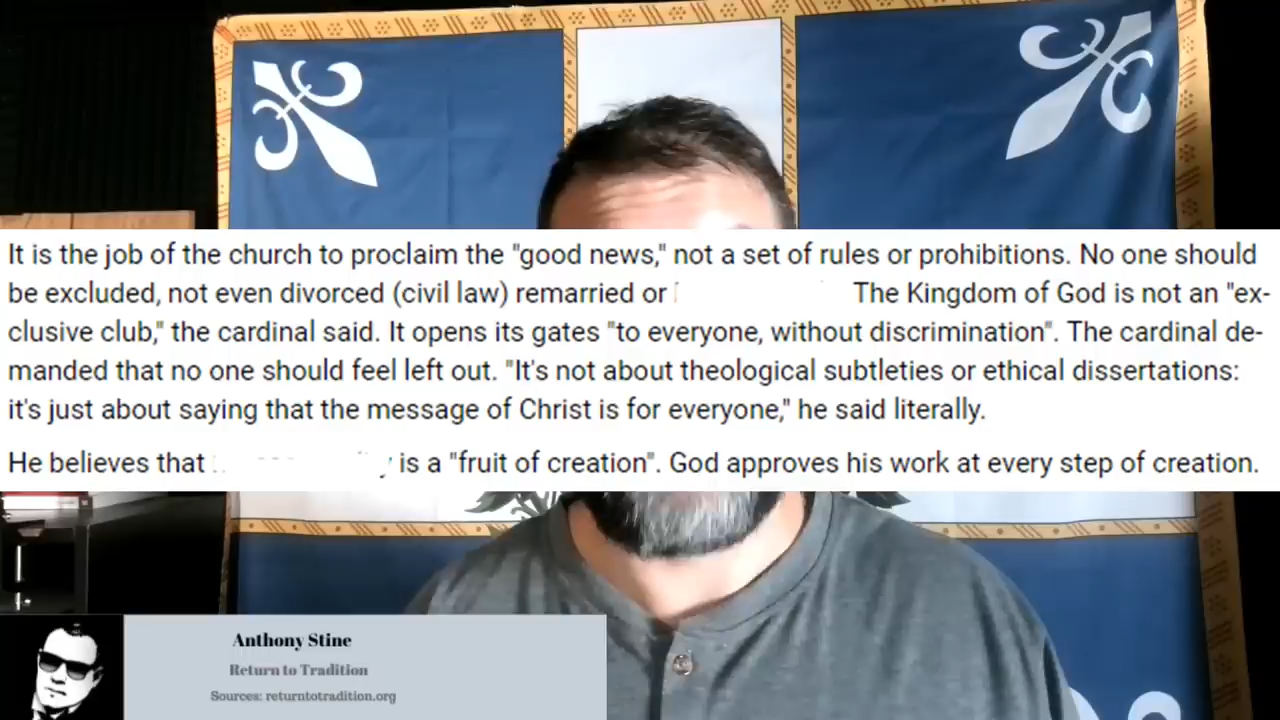 It is the job of the church to proclaim the "good news," not a set of rules or prohibitions. No one should
be excluded, not even divorced (civil law) remarried or The Kingdom of God is not an "ex-
clusive club," the cardinal said. It opens its gates "to everyone, without discrimination". The cardinal de-
manded that no one should feel left out. "It's not about theological subtleties or ethical dissertations:
it's just about saying that the message of Christ is for everyone," he said literally.
He believes that is a "fruit of creation". God approves his work at every step of creation.
Anthony Stine
Return to Tradition
Sources: returntotradition.org